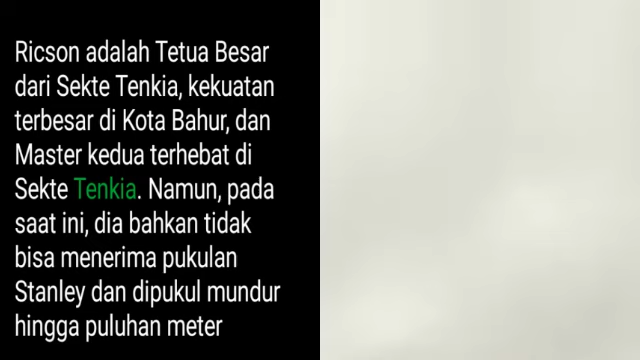 Ricson adalah Tetua Besar
dari Sekte Tenkia, kekuatan
terbesar di Kota Bahur, dan
Master kedua terhebat di
Sekte Tenkia. Namun, pada
saat ini, dia bahkan tidak
bisa menerima pukulan
Stanley dan dipukul mundur
hingga puluhan meter